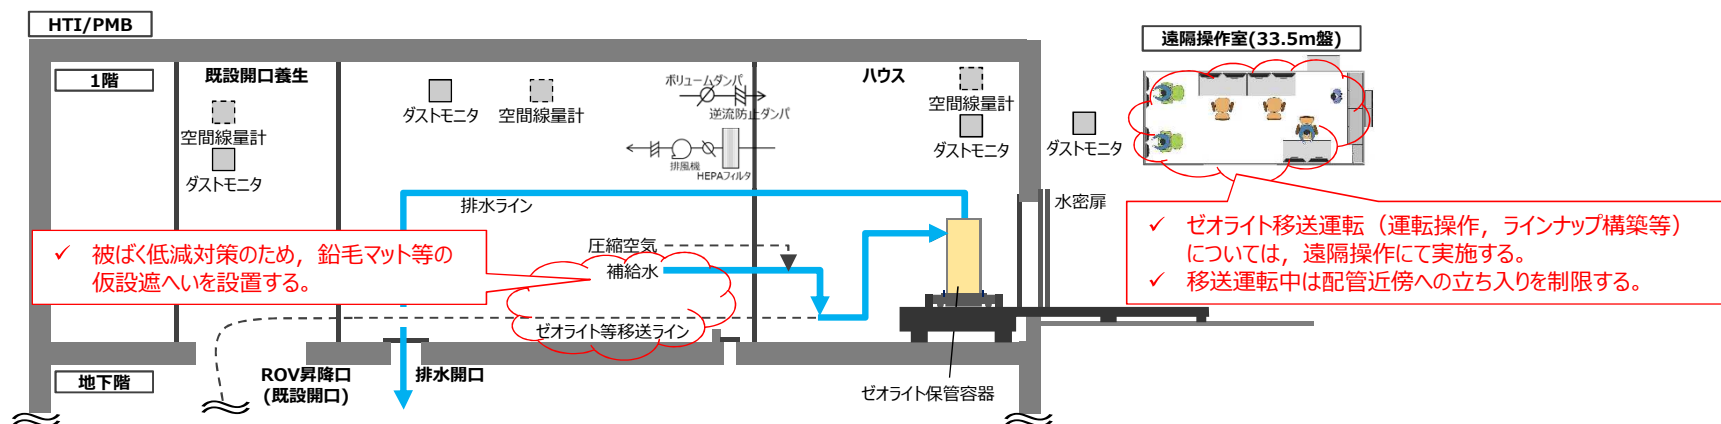 HTI/PMB
遠隔操作室(33.5m盤)
1階
既設開口養生
ハウス
ボリュームダンパ
逆流防止ダンパ
空間線量計
ダストモニタ
ダストモニタ
空間線量計
排風機
HEPAフィルタ
空間線量計
ダストモニタ
ダストモニタ
排水ライン
水密扉
✓ 被ばく低減対策のため，鉛毛マット等の
仮設遮へいを設置する。
圧縮空気
補給水
ゼオライト等移送ライン
✓ ゼオライト移送運転（運転操作，ラインナップ構築等）
については，遠隔操作にて実施する。
✓ 移送運転中は配管近傍への立ち入りを制限する。
地下階
ROV昇降口
(既設開口)
排水開口
ゼオライト保管容器